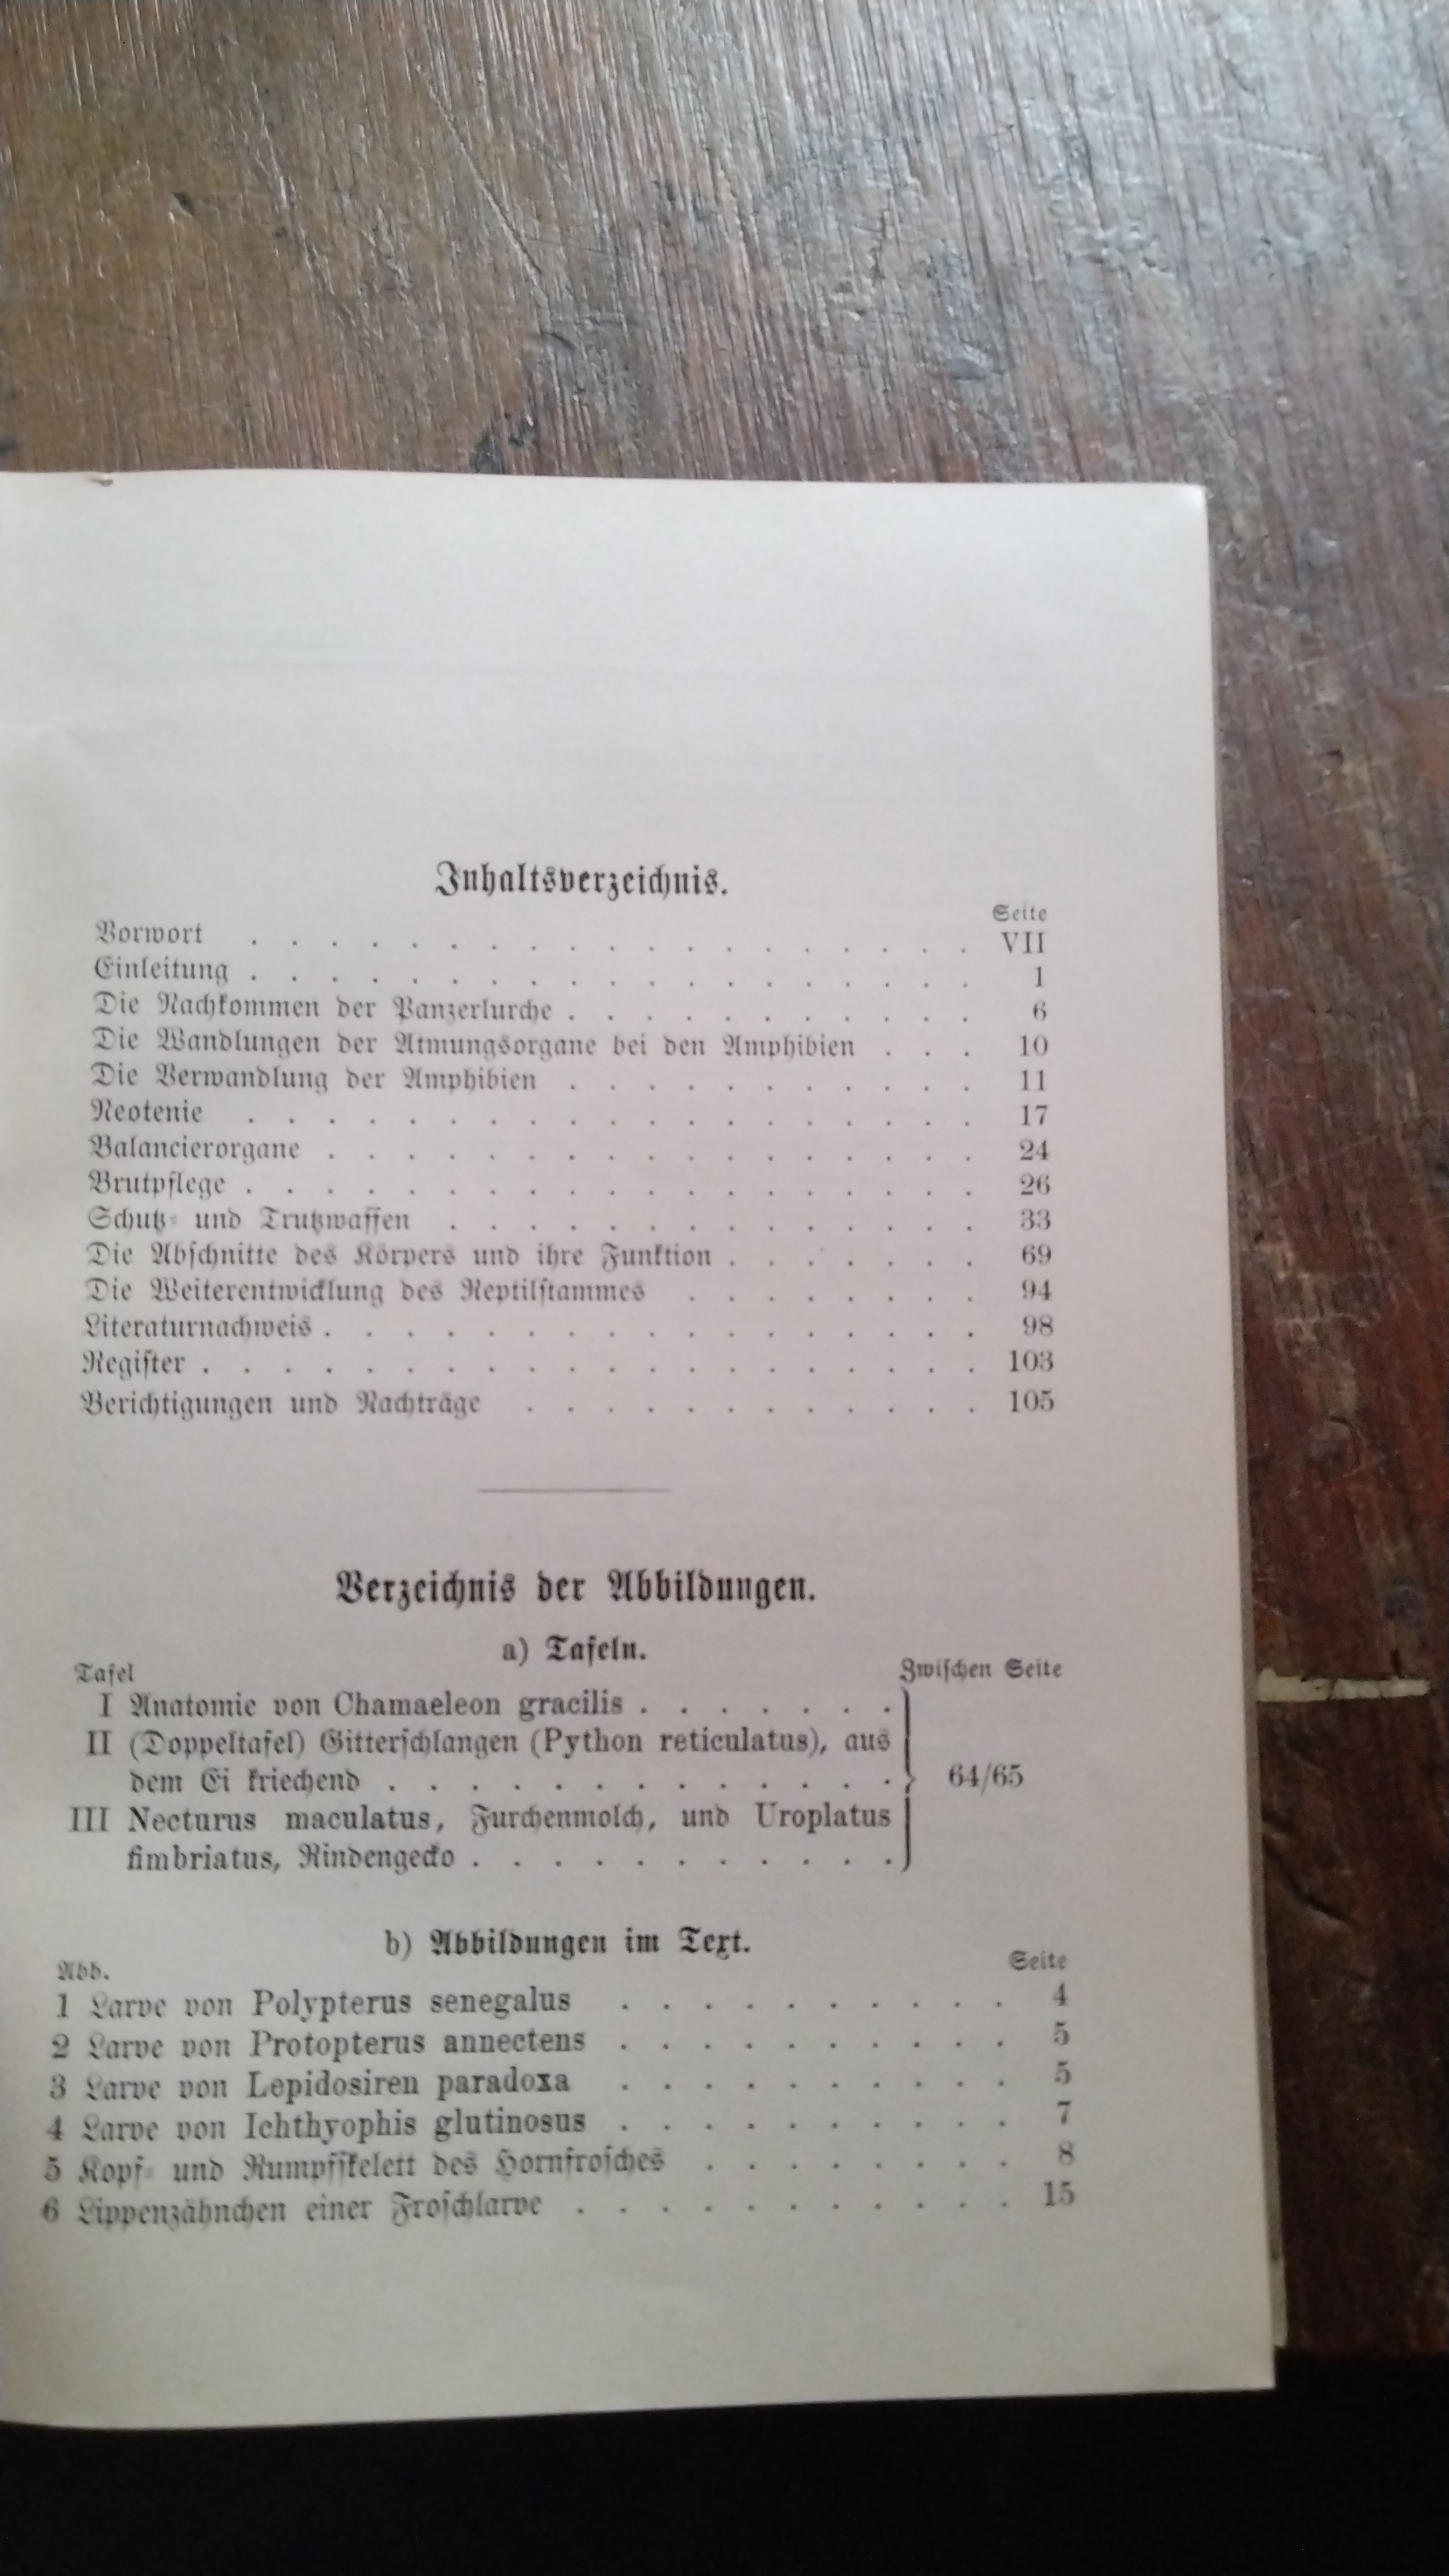 Inhaltsverzeichnis.
Seite
Vorwort . . . . . . . . . . . . . . . . . . . VII
Einleitung . . . . . . . . . . . . . . . . . . . 1
Die Nachkommen der Panzerlurche . . . . . . . . . . . 6
Die Wandlungen der Atmungsorgane bei den Amphibien . . . 10
Die Verwandlung der Amphibien . . . . . . . . . . . 11
Neotenie . . . . . . . . . . . . . . . . . . . 17
Balancierorgane . . . . . . . . . . . . . . . . . 24
Brutpflege . . . . . . . . . . . . . . . . . . . 26
Schutz- und Trutzwaffen . . . . . . . . . . . . . . 33
Die Abschnitte des Körpers und ihre Funktion . . . . . . . 69
Die Weiterentwicklung des Reptilstammes . . . . . . . . 94
Literaturnachweis . . . . . . . . . . . . . . . . . 98
Register . . . . . . . . . . . . . . . . . . . . 103
Berichtigungen und Nachträge . . . . . . . . . . . . 105
Verzeichnis der Abbildungen.
a) Tafeln.
Tafel Zwischen Seite
I Anatomie von Chamaeleon gracilis . . . . . . .
II (Doppeltafel) Gitterschlangen (Python reticulatus), aus
dem Ei kriechend . . . . . . . . . . . . . 64/65
III Necturus maculatus, Furchenmolch, und Uroplatus
fimbriatus, Rindengecko . . . . . . . . . . .
b) Abbildungen im Text.
Abb. Seite
1 Larve von Polypterus senegalus . . . . . . . . . . 4
2 Larve von Protopterus annectens . . . . . . . . . . 5
3 Larve von Lepidosiren paradoxa . . . . . . . . . . 5
4 Larve von Ichthyophis glutinosus . . . . . . . . . . 7
5 Kopf- und Rumpfskelett des Hornfrosches . . . . . . . . 8
6 Lippenzähnchen einer Froschlarve . . . . . . . . . . . 15